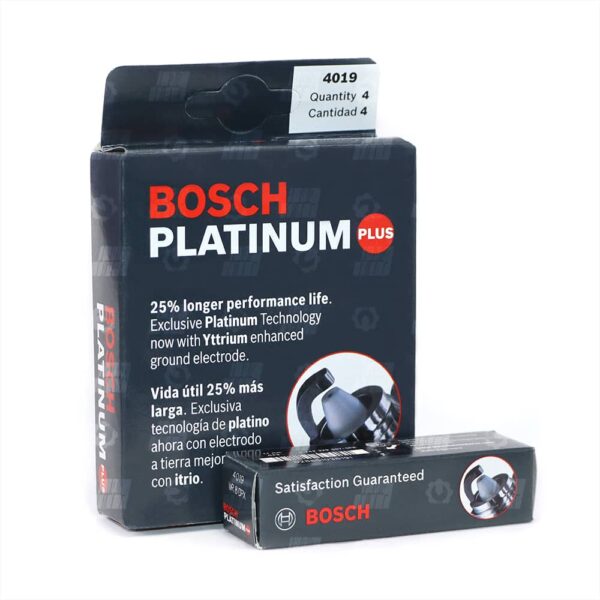 4019
Quantity 4
Cantidad 4
BOSCH
PLATINUM PLUS
25% longer performance life.
Exclusive Platinum Technology
now with Yttrium enhanced
ground electrode.
Vida útil 25% más
larga. Exclusiva
tecnología de platino
ahora con electrodo
a tierra mejor
con itrio.
BOSCH
PLATINUM PLUS
4019
Satisfaction Guaranteed
BOSCH